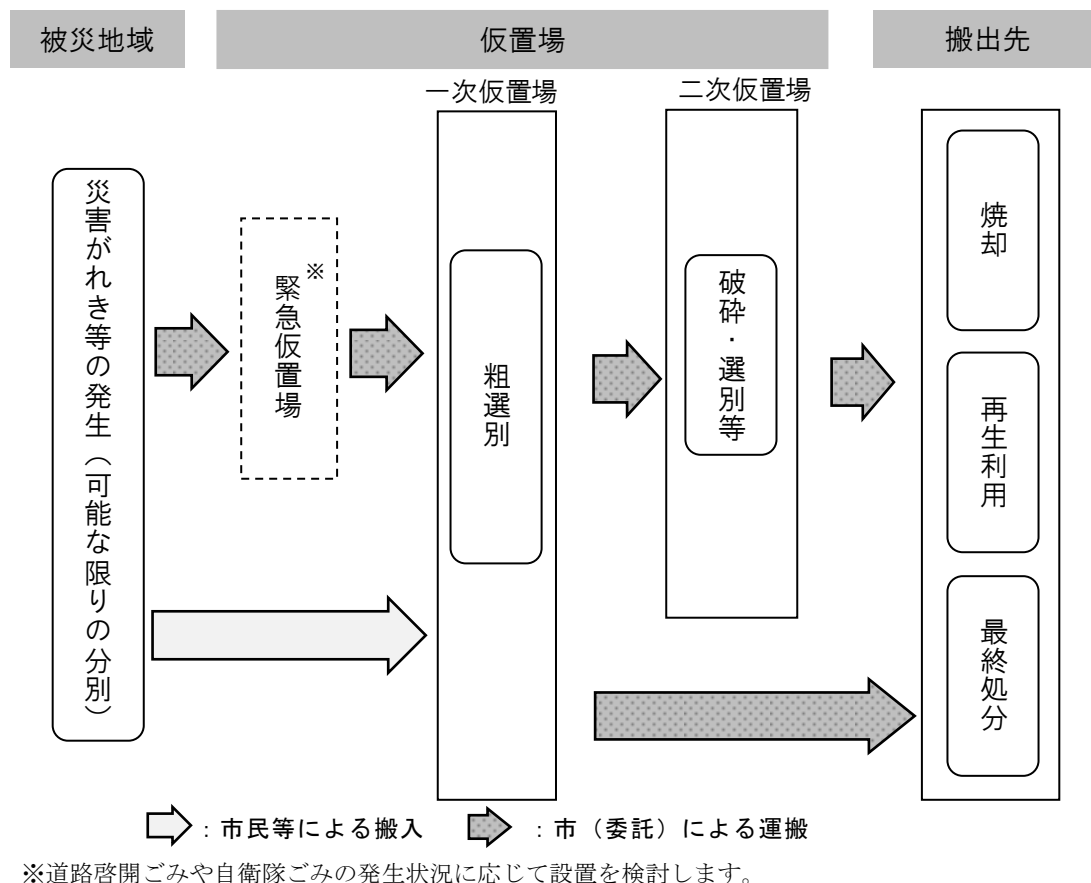 被災地域
仮置場
搬出先
一次仮置場
二次仮置場
災害がれき等の発生（可能な限りの分別）
緊急仮置場
※
粗選別
破砕・選別等
焼却
再生利用
最終処分
：市民等による搬入
：市（委託）による運搬
※道路啓開ごみや自衛隊ごみの発生状況に応じて設置を検討します。